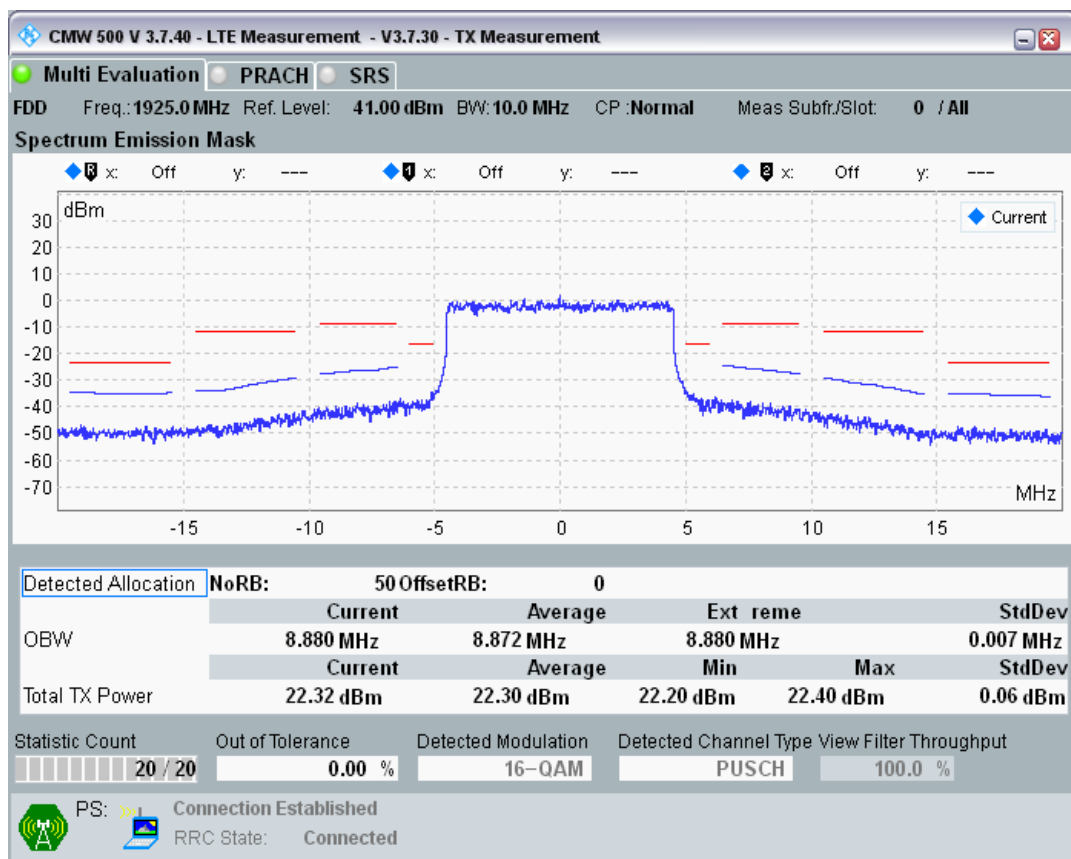 CMW 500 V 3.7.40 - LTE Measurement - V3.7.30 - TX Measurement
Multi Evaluation PRACH SRS
FDD Freq.: 1925.0 MHz Ref. Level: 41.00 dBm BW: 10.0 MHz CP :Normal Meas Subfr./Slot: 0 / All
Spectrum Emission Mask
R x: Off y: --- 1 x: Off y: --- 2 x: Off y: ---
dBm
Current
30
20
10
0
-10
-20
-30
-40
-50
-60
-70
MHz
-15 -10 -5 0 5 10 15
Detected Allocation NoRB: 50 OffsetRB: 0
Current Average Ext reme StdDev
OBW 8.880 MHz 8.872 MHz 8.880 MHz 0.007 MHz
Current Average Min Max StdDev
Total TX Power 22.32 dBm 22.30 dBm 22.20 dBm 22.40 dBm 0.06 dBm
Statistic Count Out of Tolerance Detected Modulation Detected Channel Type View Filter Throughput
20 / 20 0.00 % 16-QAM PUSCH 100.0 %
PS: Connection Established
RRC State: Connected